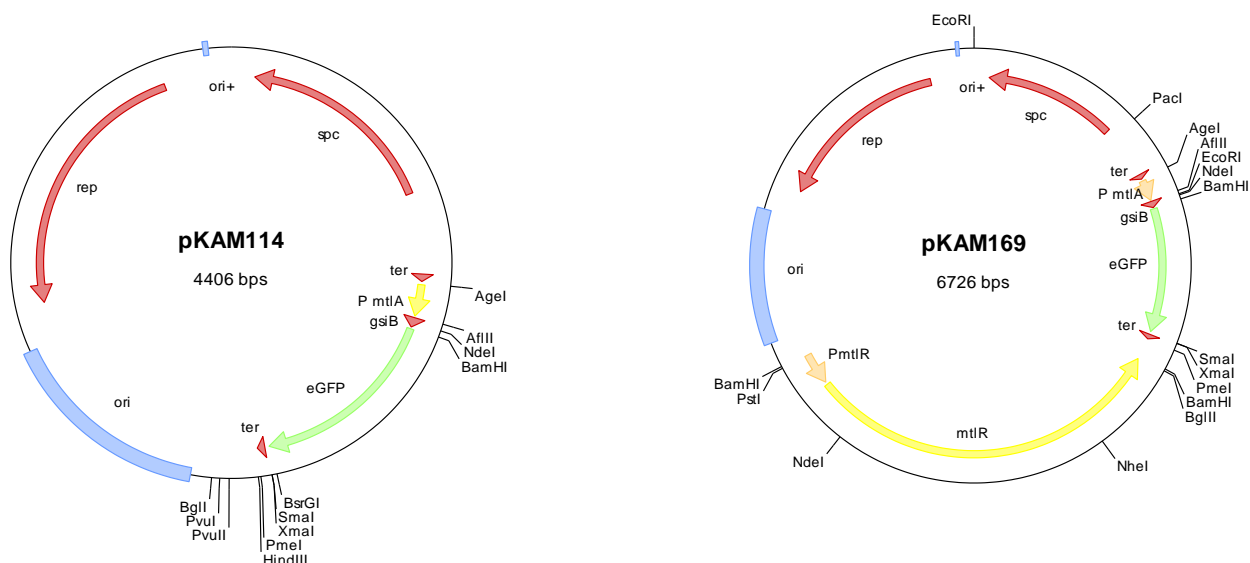 ori+
spc
rep
pKAM114
4406 bps
ter
P mtlA
gsiB
AgeI
AflII
NdeI
BamHI
eGFP
ori
ter
BglI
PvuI
PvuII
BsrGI
SmaI
XmaI
PmeI
HindIII
EcoRI
ori+
spc
rep
PacI
AgeI
AflII
EcoRI
NdeI
BamHI
ter
P mtlA
gsiB
pKAM169
6726 bps
ori
eGFP
ter
PmtlR
SmaI
XmaI
PmeI
BamHI
BglII
BamHI
PstI
mtlR
NdeI
NheI